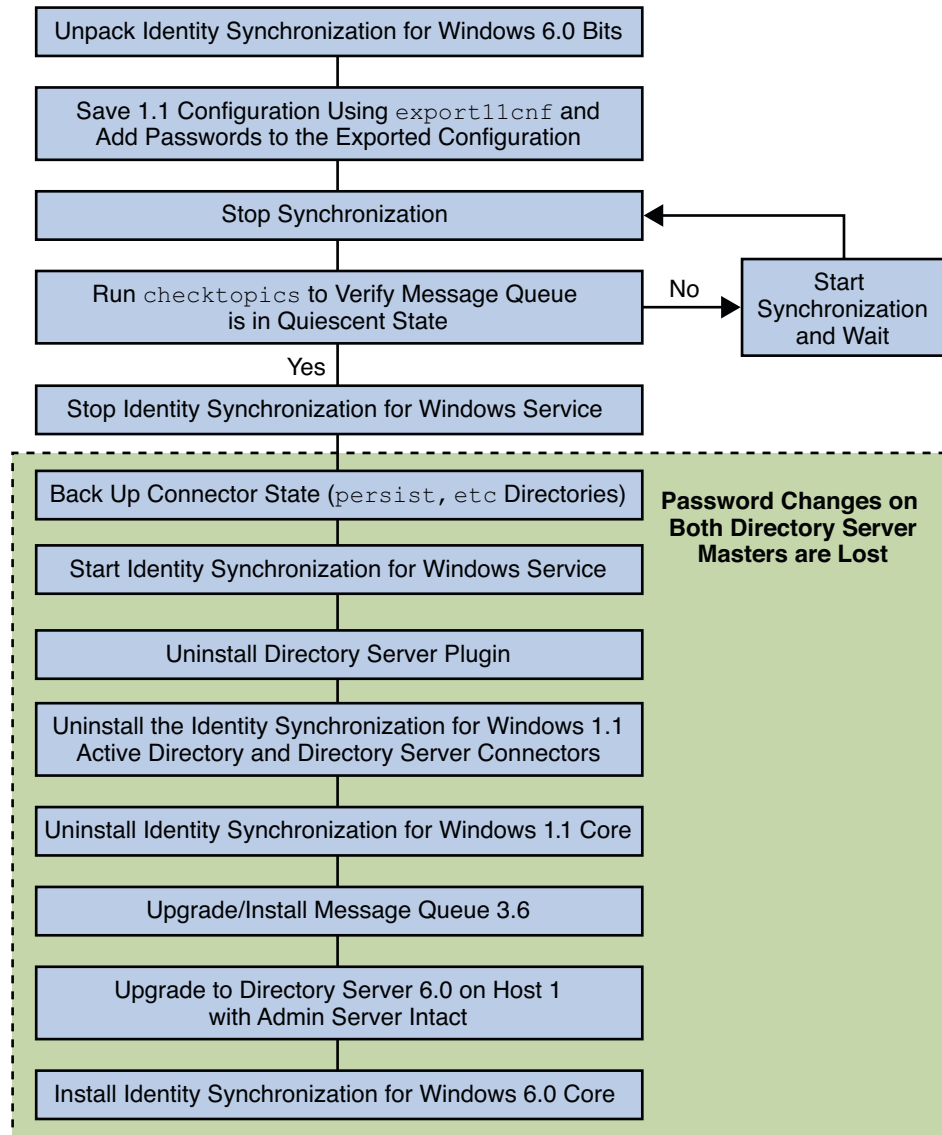 Unpack Identity Synchronization for Windows 6.0 Bits
Save 1.1 Configuration Using export11cnf and
Add Passwords to the Exported Configuration
Stop Synchronization
Run checktopics to Verify Message Queue
is in Quiescent State
No
Start
Synchronization
and Wait
Yes
Stop Identity Synchronization for Windows Service
Back Up Connector State (persist, etc Directories)
Password Changes on
Both Directory Server
Masters are Lost
Start Identity Synchronization for Windows Service
Uninstall Directory Server Plugin
Uninstall the Identity Synchronization for Windows 1.1
Active Directory and Directory Server Connectors
Uninstall Identity Synchronization for Windows 1.1 Core
Upgrade/Install Message Queue 3.6
Upgrade to Directory Server 6.0 on Host 1
with Admin Server Intact
Install Identity Synchronization for Windows 6.0 Core